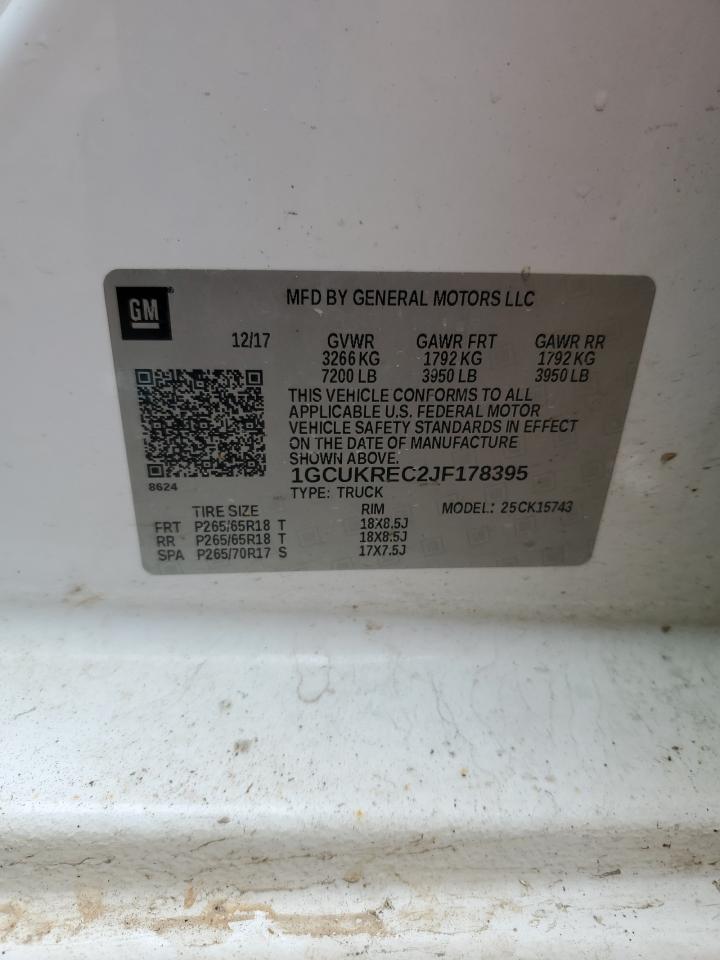 GM
MFD BY GENERAL MOTORS LLC
12/17 GVWR GAWR FRT GAWR RR
3266 KG 1792 KG 1792 KG
7200 LB 3950 LB 3950 LB
THIS VEHICLE CONFORMS TO ALL
APPLICABLE U.S. FEDERAL MOTOR
VEHICLE SAFETY STANDARDS IN EFFECT
ON THE DATE OF MANUFACTURE
SHOWN ABOVE.
1GCUKREC2JF178395
8624
TYPE: TRUCK
TIRE SIZE RIM MODEL: 25CK15743
FRT P265/65R18 T 18X8.5J
RR P265/65R18 T 18X8.5J
SPA P265/70R17 S 17X7.5J